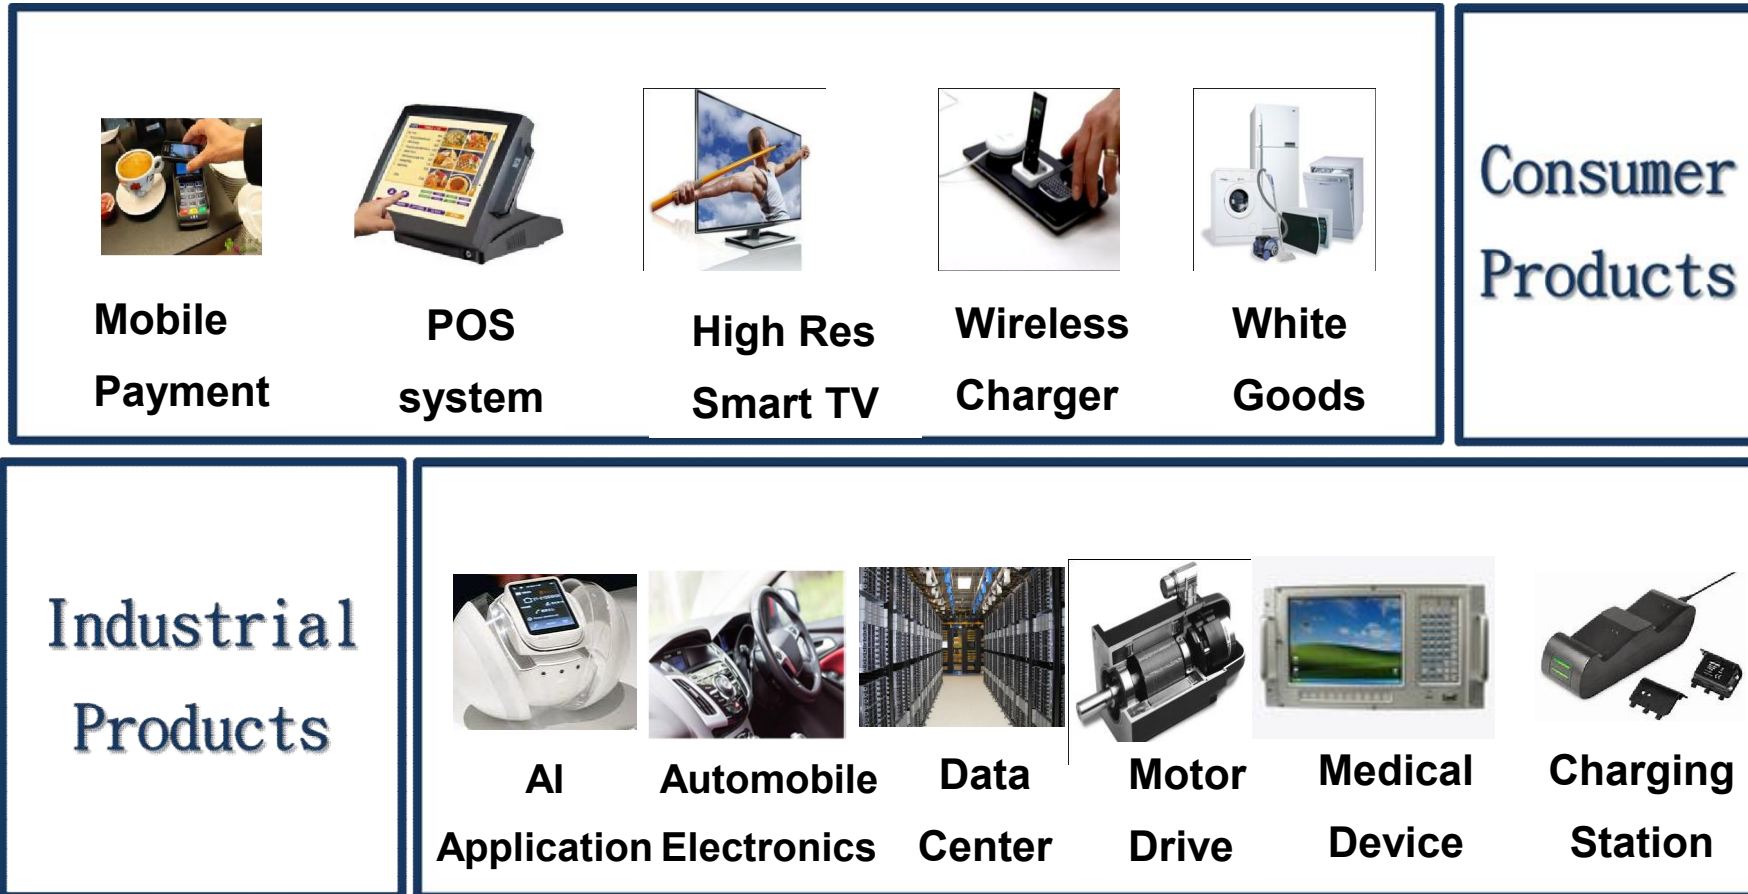 Mobile
Payment
POS
system
High Res
Smart TV
Wireless
Charger
White
Goods
Consumer
Products
Industrial
Products
AI
Application
Automobile
Electronics
Data
Center
Motor
Drive
Medical
Device
Charging
Station